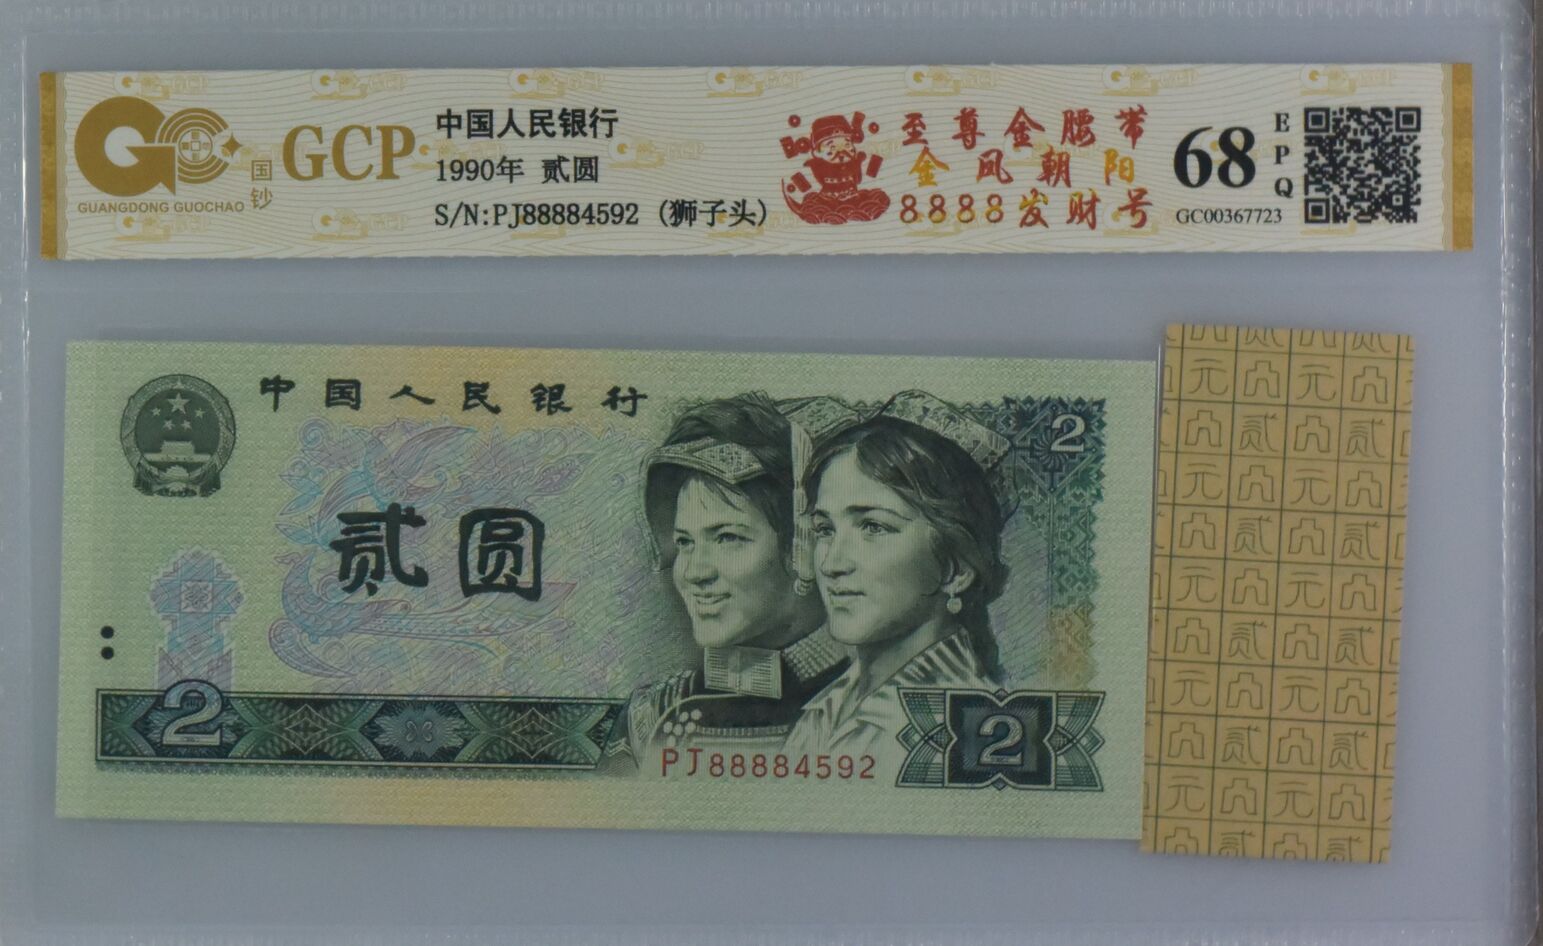 GC
国钞
GUANGDONG GUOCHAO
GCP
中国人民银行
1990年 贰圆
S/N:PJ88884592 (狮子头)
至尊金腰带
金凤朝阳
8888发财号
68
EPQ
GC00367723
中国人民银行
贰圆
2
2
2
PJ88884592